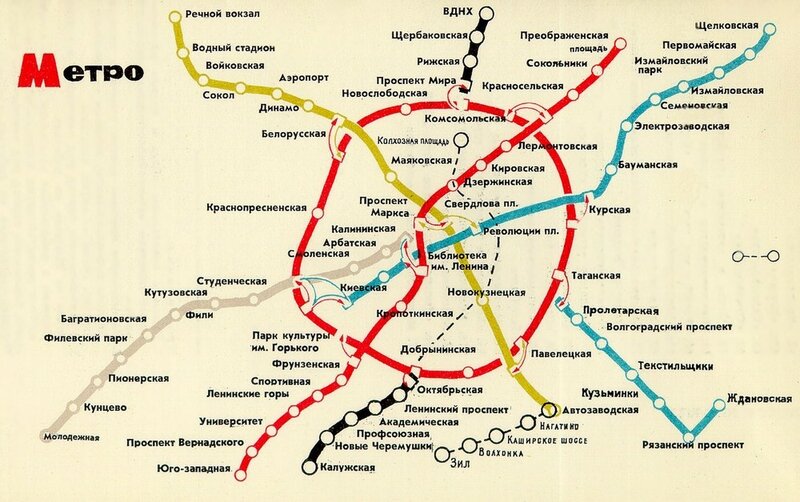 Метро
Речной вокзал
Водный стадион
Войковская
Сокол
Аэропорт
Динамо
Белорусская
ВДНХ
Щербаковская
Рижская
Проспект Мира
Новослободская
Комсомольская
Красносельская
Преображенская
площадь
Сокольники
Щелковская
Первомайская
Измайловский
парк
Измайловская
Семеновская
Электрозаводская
Бауманская
Курская
Колхозная площадь
Маяковская
Лермонтовская
Кировская
Дзержинская
Проспект
Маркса
Свердлова пл.
Революции пл.
Краснопресненская
Калининская
Арбатская
Смоленская
Библиотека
им. Ленина
Студенческая
Киевская
Кутузовская
Фили
Багратионовская
Филевский парк
Пионерская
Кунцево
Молодежная
Кропоткинская
Новокузнецкая
Таганская
Пролетарская
Волгоградский проспект
Текстильщики
Кузьминки
Ждановская
Рязанский проспект
Парк культуры
им. Горького
Фрунзенская
Спортивная
Ленинские горы
Университет
Проспект Вернадского
Юго-западная
Добрынинская
Павелецкая
Октябрьская
Ленинский проспект
Академическая
Профсоюзная
Новые Черемушки
Калужская
Автозаводская
Нагатино
Каширское шоссе
Волхонка
ЗИЛ